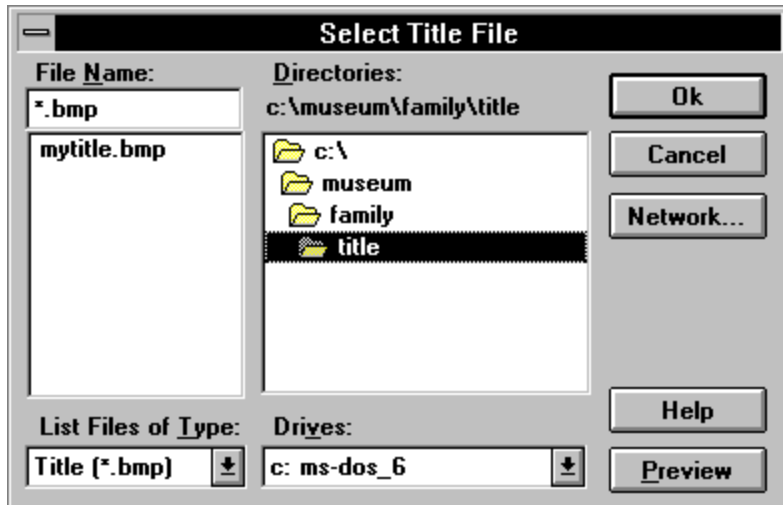 Select Title File
File Name:
*.bmp
mytitle.bmp
List Files of Type:
Title (*.bmp)
Directories:
c:\museum\family\title
c:\
museum
family
title
Drives:
c: ms-dos_6
Ok
Cancel
Network...
Help
Preview